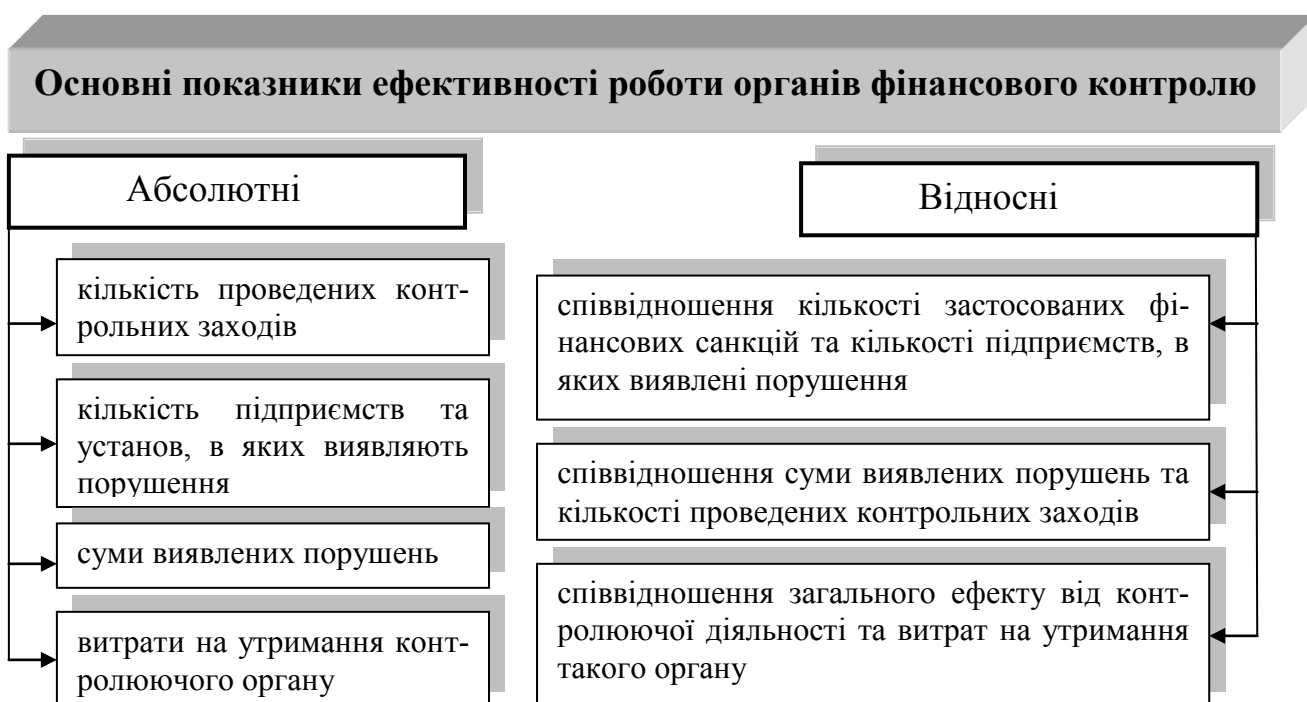 Основні показники ефективності роботи органів фінансового контролю
Абсолютні
кількість проведених конт-
рольних заходів
кількість підприємств та
установ, в яких виявляють
порушення
суми виявлених порушень
витрати на утримання конт-
ролюючого органу
Відносні
співвідношення кількості застосованих фі-
нансових санкцій та кількості підприємств, в
яких виявлені порушення
співвідношення суми виявлених порушень та
кількості проведених контрольних заходів
співвідношення загального ефекту від конт-
ролюючої діяльності та витрат на утримання
такого органу